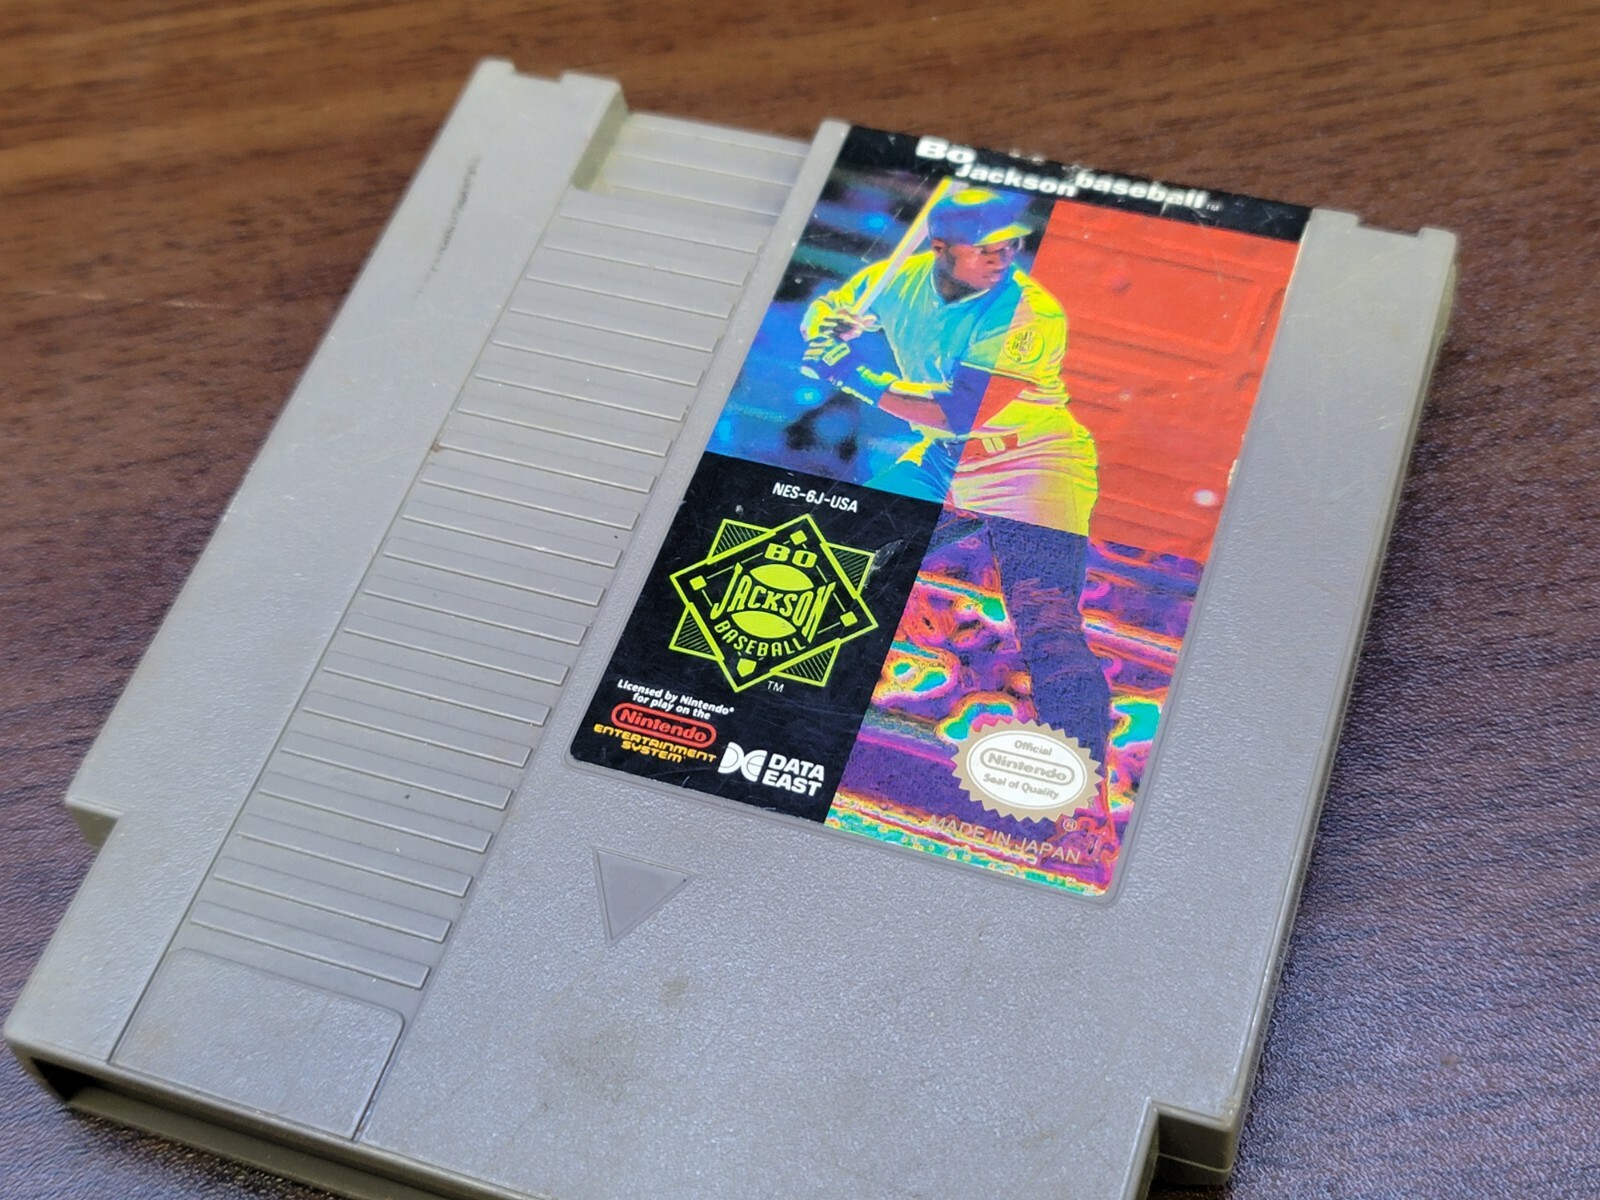 Bo
Jackson baseball™
NES-6J-USA
BO
JACKSON
BASEBALL
TM
Licensed by Nintendo®
for play on the
Nintendo
ENTERTAINMENT
SYSTEM
DATA
EAST
Official
Nintendo
Seal of Quality
®
MADE IN JAPAN